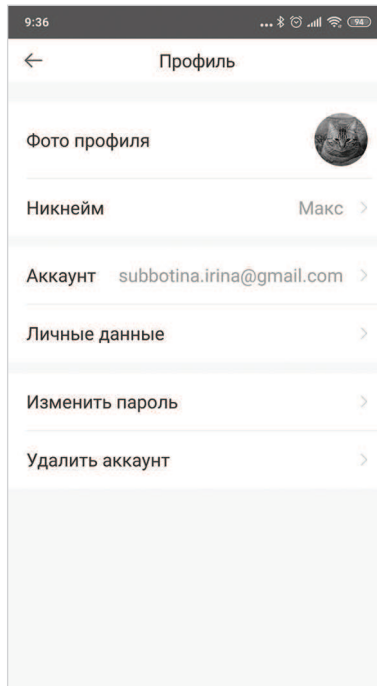 9:36 ... 94
Профиль
Фото профиля
Никнейм Макс
Аккаунт subbotina.irina@gmail.com
Личные данные
Изменить пароль
Удалить аккаунт